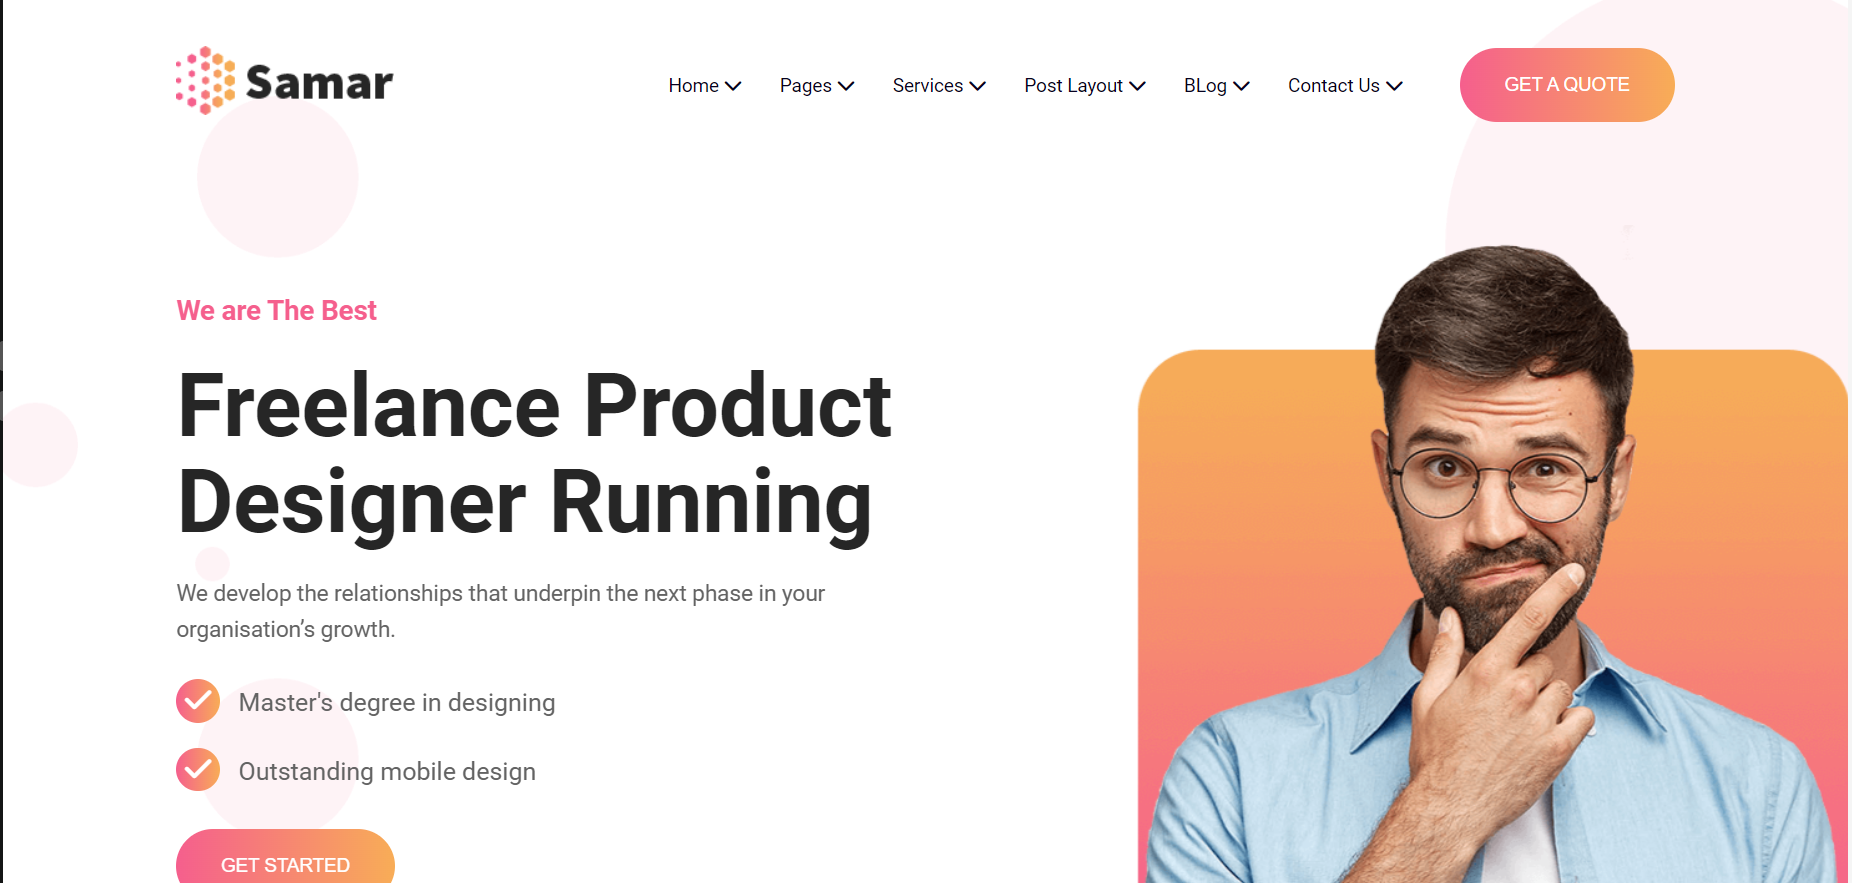 Samar
Home Pages Services Post Layout BLog Contact Us GET A QUOTE
We are The Best
Freelance Product
Designer Running
We develop the relationships that underpin the next phase in your
organisation’s growth.
Master's degree in designing
Outstanding mobile design
GET STARTED